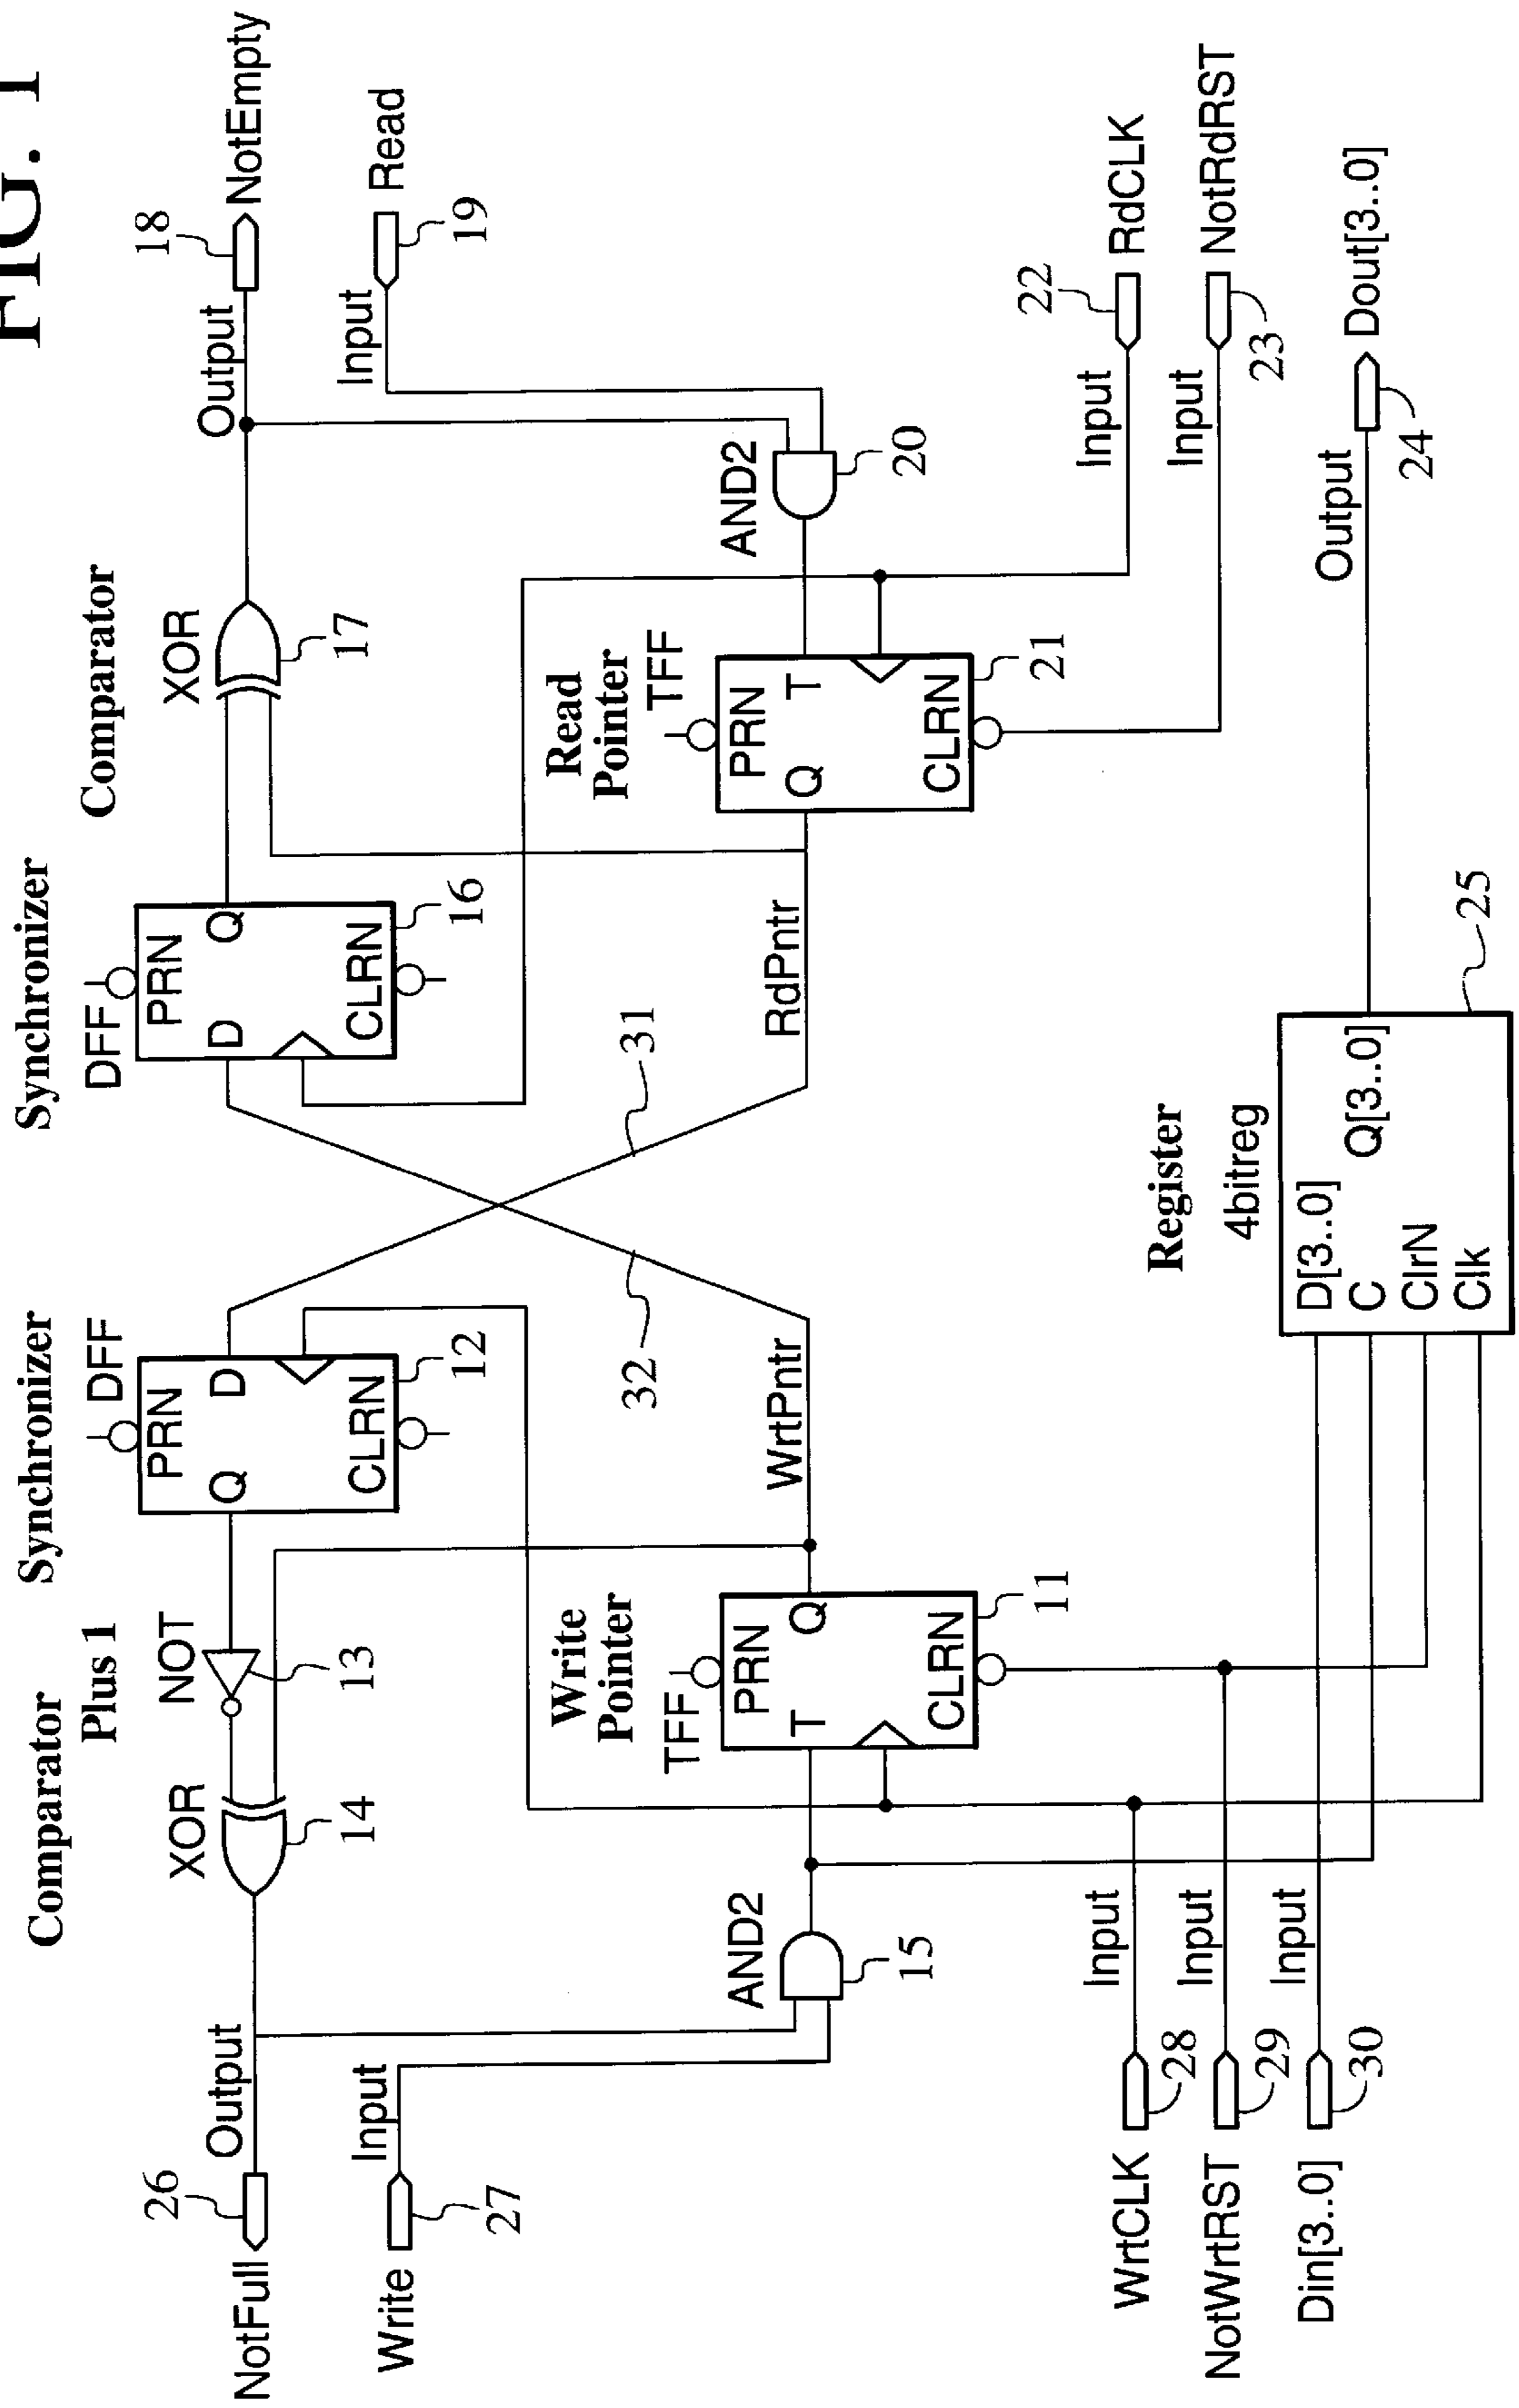 FIG. 1
Comparator
Plus 1
Synchronizer
Synchronizer
Comparator
NotFull
26
Output
XOR
14
NOT
13
DFF
PRN
Q
D
CLRN
12
DFF
PRN
D
Q
CLRN
16
XOR
17
Output
18
NotEmpty
Write
27
Input
Input
19
Read
Write
Pointer
TFF
PRN
T
Q
CLRN
11
AND2
15
WrtPntr
32
31
RdPntr
Read
Pointer
TFF
PRN
Q
T
CLRN
21
AND2
20
WrtCLK
28
Input
NotWrtRST
29
Input
Din[3..0]
30
Input
Input
22
RdCLK
Input
23
NotRdRST
Register
4bitreg
D[3..0]
C
Q[3..0]
ClrN
Clk
25
Output
24
Dout[3..0]